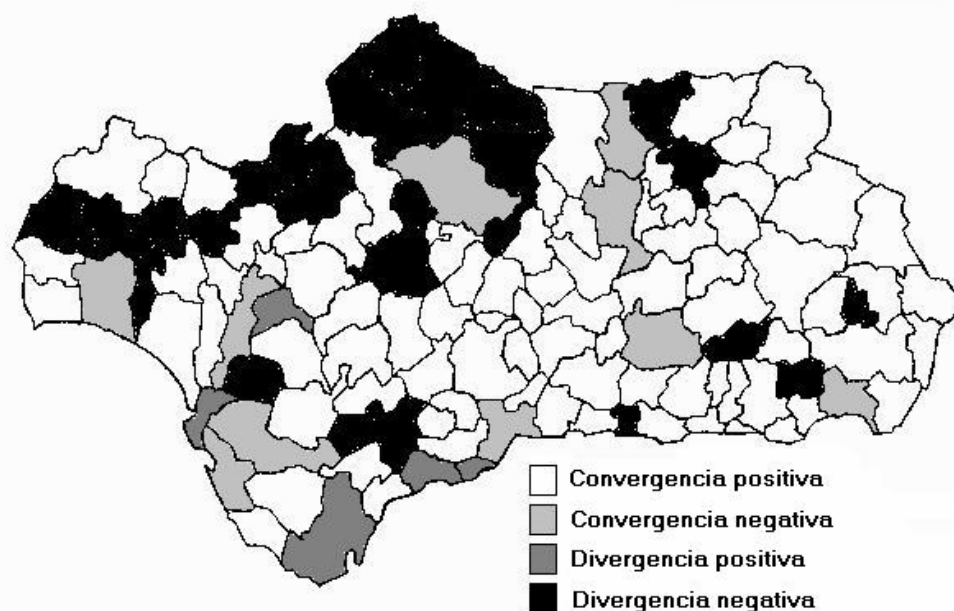 Convergencia positiva
Convergencia negativa
Divergencia positiva
Divergencia negativa